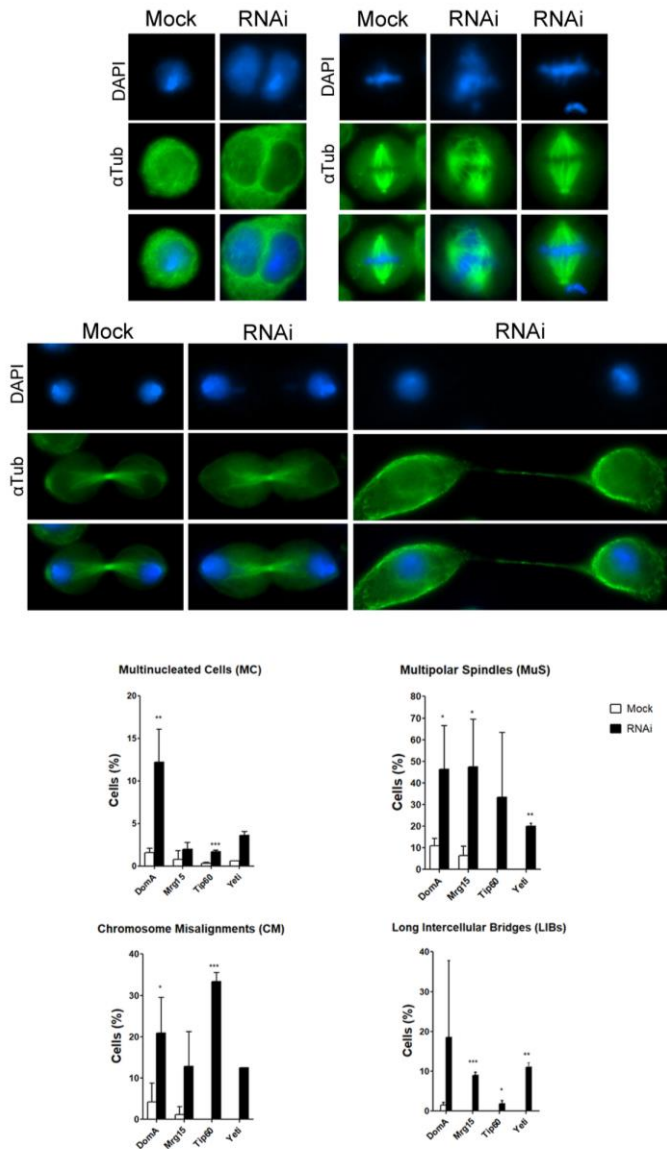 Mock RNAi Mock RNAi RNAi
DAPI
DAPI
αTub
αTub
Mock RNAi RNAi
DAPI
αTub
Multinucleated Cells (MC)
Cells (%)
20
15
10
5
0
**
***
DomA
Mrg15
Tip60
Yeti
Multipolar Spindles (MuS)
Cells (%)
80
70
60
50
40
30
20
10
0
*
*
**
DomA
Mrg15
Tip60
Yeti
Mock
RNAi
Chromosome Misalignments (CM)
Cells (%)
40
30
20
10
0
*
***
DomA
Mrg15
Tip60
Yeti
Long Intercellular Bridges (LIBs)
Cells (%)
40
30
20
10
0
***
*
**
DomA
Mrg15
Tip60
Yeti